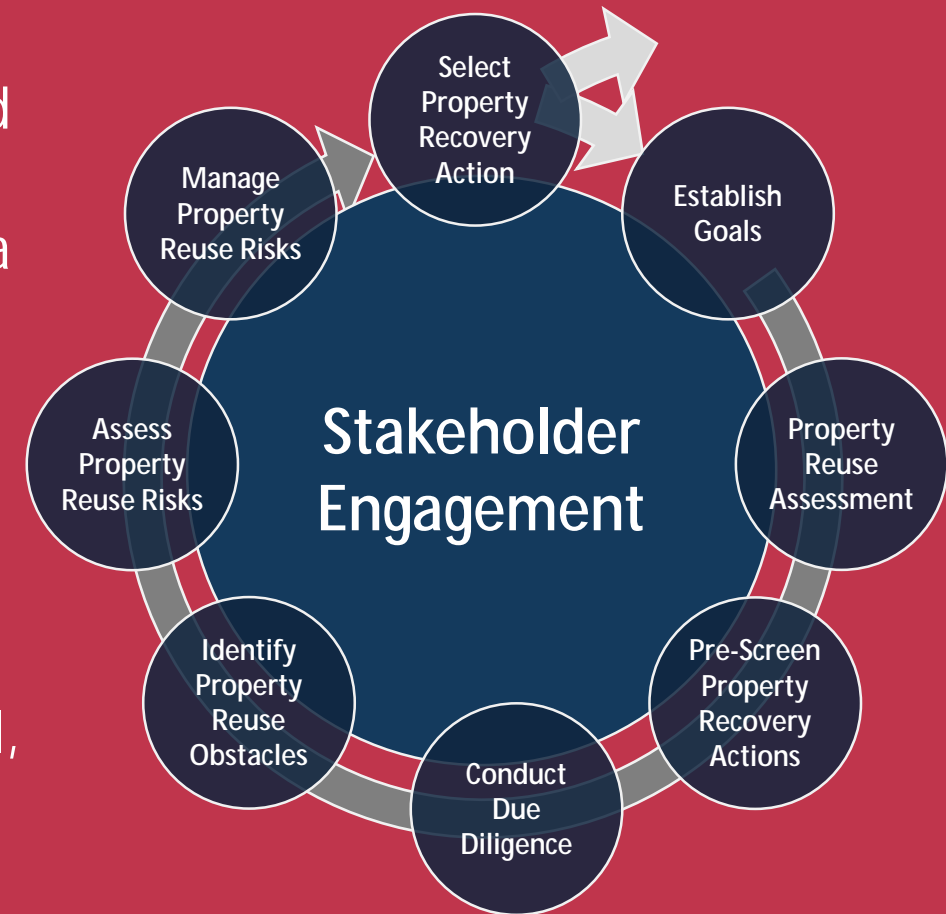 d
a
l,
Select
Property
Recovery
Action
Establish
Goals
Property
Reuse
Assessment
Pre-Screen
Property
Recovery
Actions
Conduct
Due
Diligence
Identify
Property
Reuse
Obstacles
Assess
Property
Reuse Risks
Manage
Property
Reuse Risks
Stakeholder
Engagement